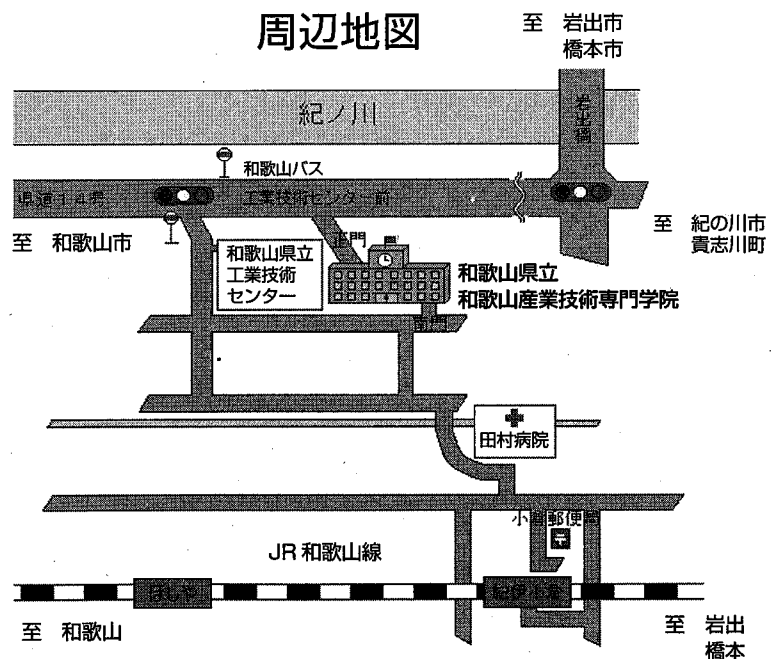 周辺地図
至 岩出市
橋本市
紀ノ川
岩出橋
和歌山バス
県道14号
工業技術センター前
至 和歌山市
至 紀の川市
貴志川町
正門
和歌山県立
工業技術
センター
和歌山県立
和歌山産業技術専門学院
南門
田村病院
小倉郵便局
JR和歌山線
ほしや
紀伊小倉
至 和歌山
至 岩出
橋本